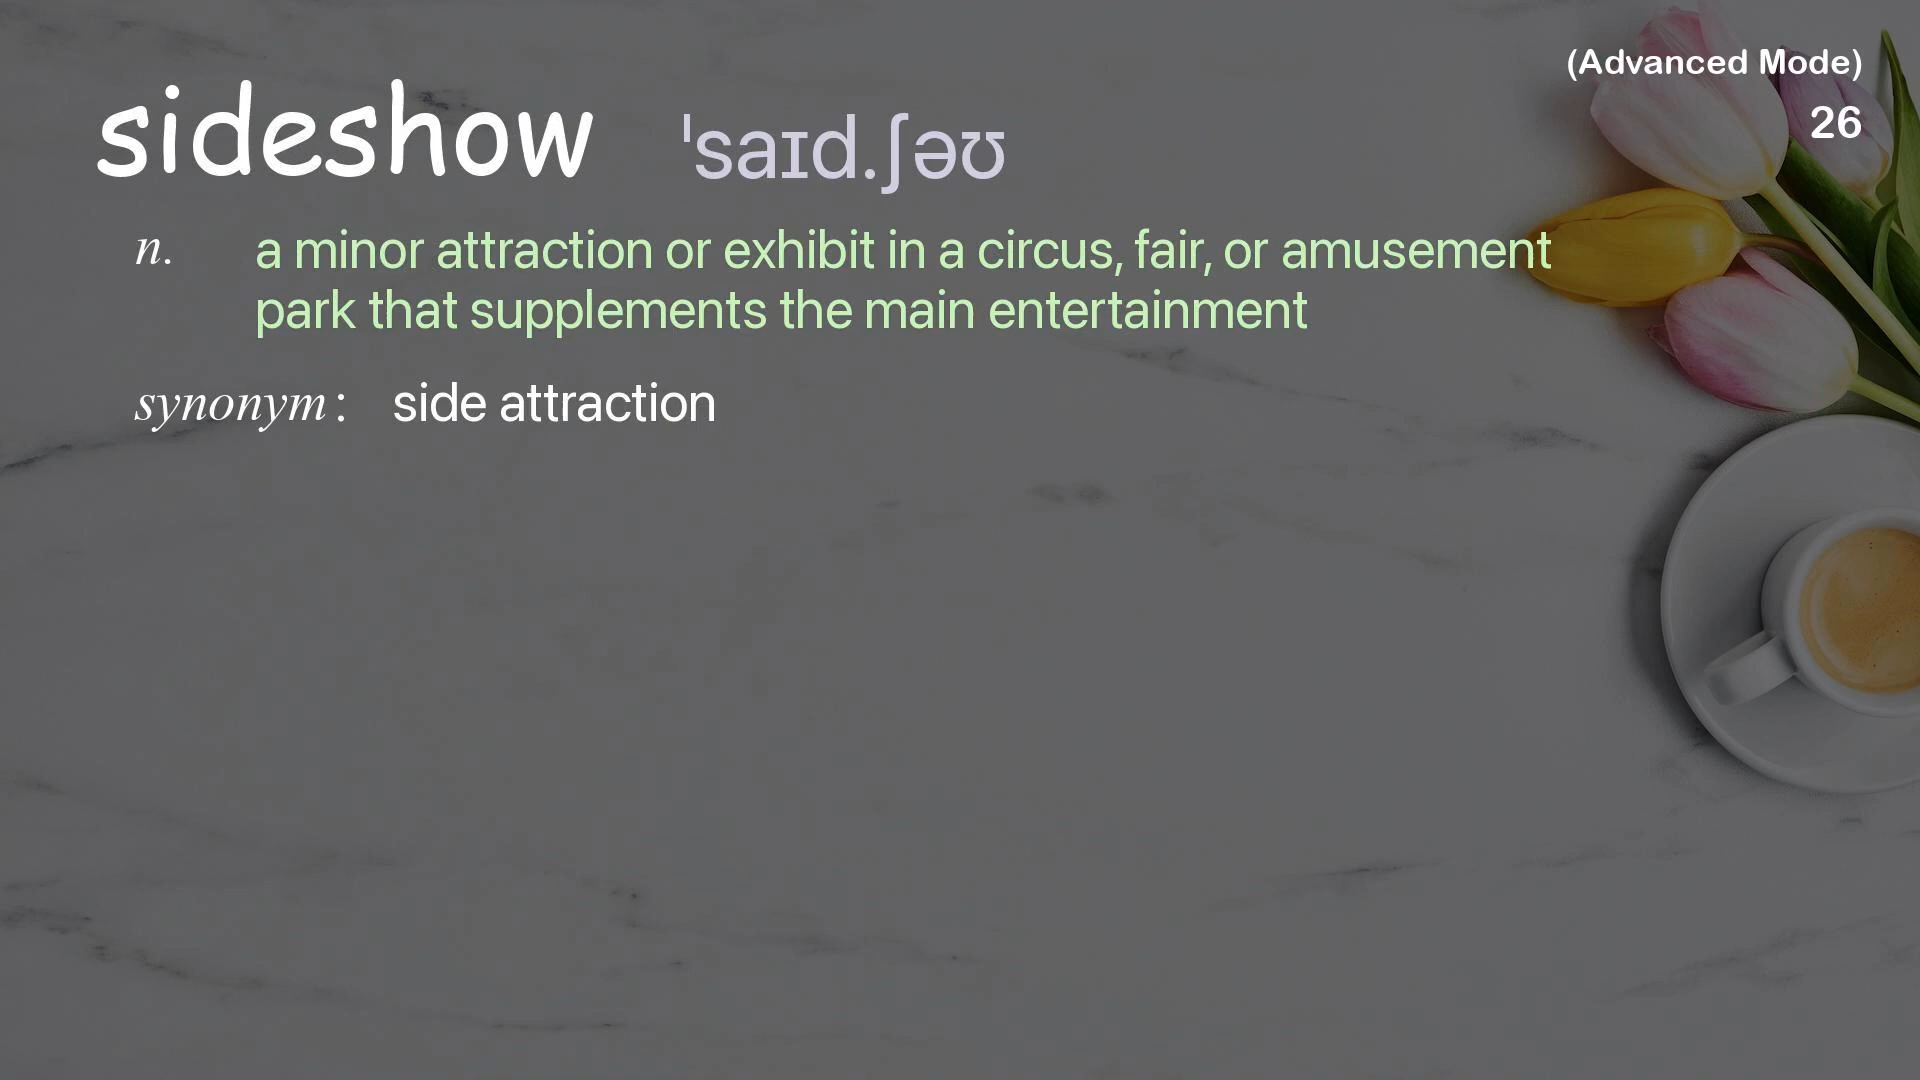 (Advanced Mode)
26
sideshow ˈsaɪd.ʃəʊ
n. a minor attraction or exhibit in a circus, fair, or amusement
park that supplements the main entertainment
synonym: side attraction